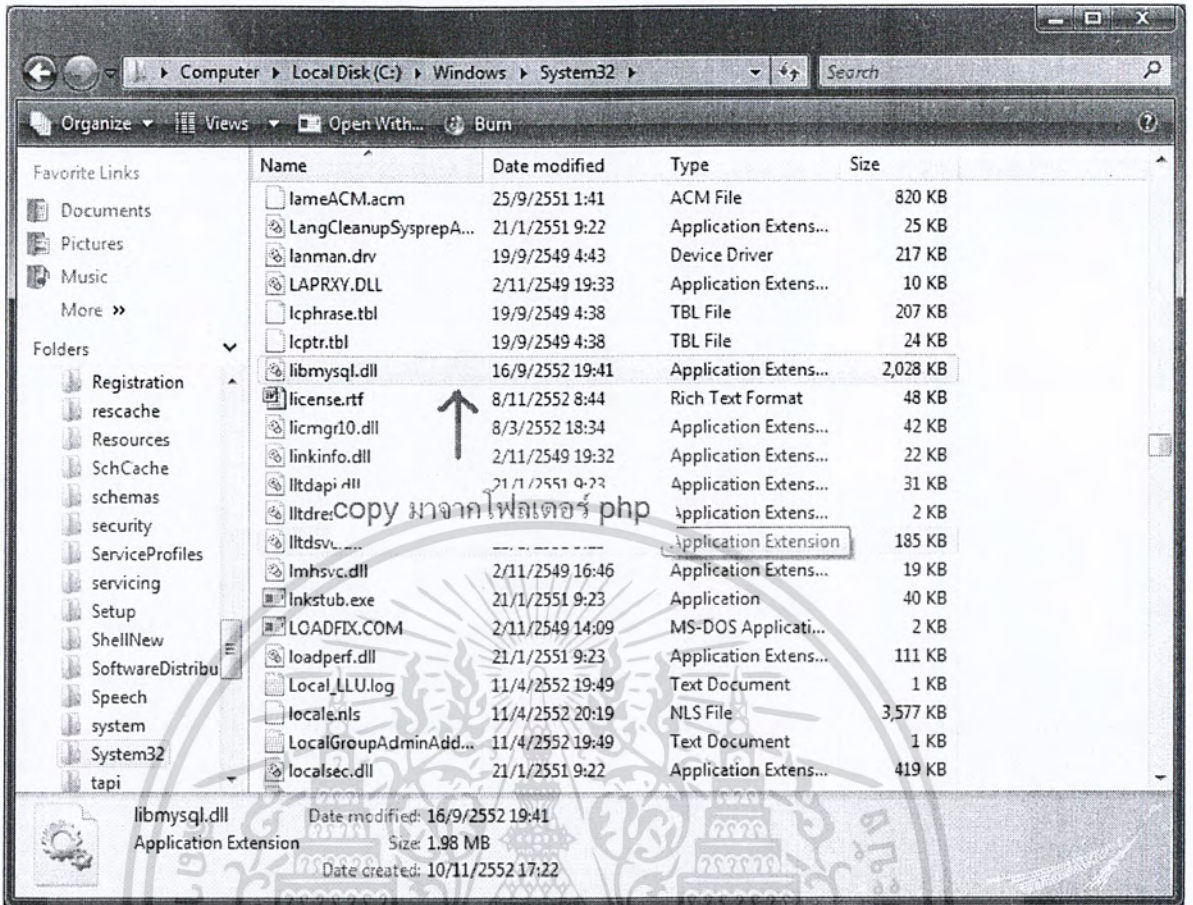 Computer ▸ Local Disk (C:) ▸ Windows ▸ System32 ▸
Search
Organize Views Open With... Burn
Favorite Links
Documents
Pictures
Music
More »
Folders
Registration
rescache
Resources
SchCache
schemas
security
ServiceProfiles
servicing
Setup
ShellNew
SoftwareDistribu
Speech
system
System32
tapi
Name Date modified Type Size
lameACM.acm 25/9/2551 1:41 ACM File 820 KB
LangCleanupSysprepA... 21/1/2551 9:22 Application Extens... 25 KB
lanman.drv 19/9/2549 4:43 Device Driver 217 KB
LAPRXY.DLL 2/11/2549 19:33 Application Extens... 10 KB
lcphrase.tbl 19/9/2549 4:38 TBL File 207 KB
lcptr.tbl 19/9/2549 4:38 TBL File 24 KB
libmysql.dll 16/9/2552 19:41 Application Extens... 2,028 KB
license.rtf 8/11/2552 8:44 Rich Text Format 48 KB
licmgr10.dll 8/3/2552 18:34 Application Extens... 42 KB
linkinfo.dll 2/11/2549 19:32 Application Extens... 22 KB
lltdapi.dll 21/1/2551 9:23 Application Extens... 31 KB
lltdres Application Extens... 2 KB
copy มาจากโฟลเดอร์ php
lltdsvc Application Extension 185 KB
lmhsvc.dll 2/11/2549 16:46 Application Extens... 19 KB
lnkstub.exe 21/1/2551 9:23 Application 40 KB
LOADFIX.COM 2/11/2549 14:09 MS-DOS Applicati... 2 KB
loadperf.dll 21/1/2551 9:23 Application Extens... 111 KB
Local_LLU.log 11/4/2552 19:49 Text Document 1 KB
locale.nls 11/4/2552 20:19 NLS File 3,577 KB
LocalGroupAdminAdd... 11/4/2552 19:49 Text Document 1 KB
localsec.dll 21/1/2551 9:22 Application Extens... 419 KB
libmysql.dll Date modified: 16/9/2552 19:41
Application Extension Size: 1.98 MB
Date created: 10/11/2552 17:22